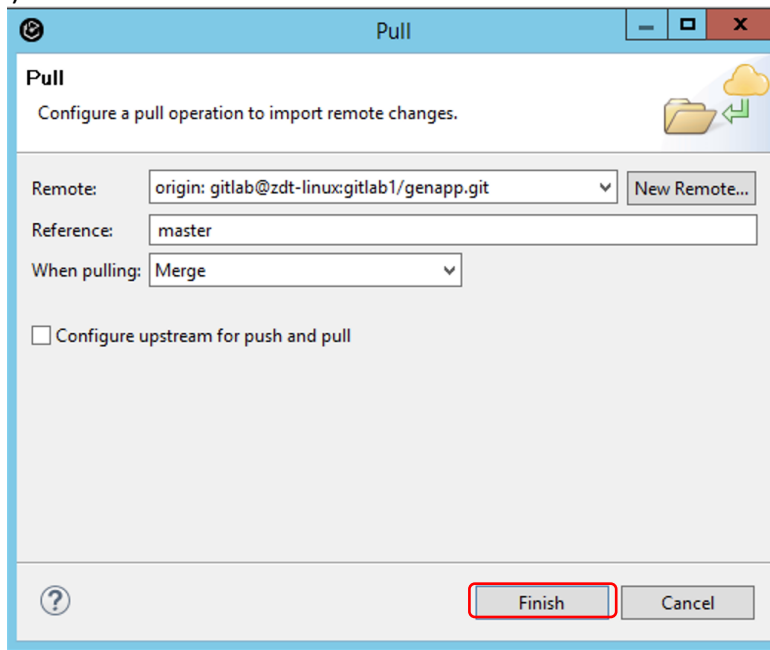 Pull
Pull
Configure a pull operation to import remote changes.
Remote: origin: gitlab@zdt-linux:gitlab1/genapp.git New Remote...
Reference: master
When pulling: Merge
Configure upstream for push and pull
Finish Cancel